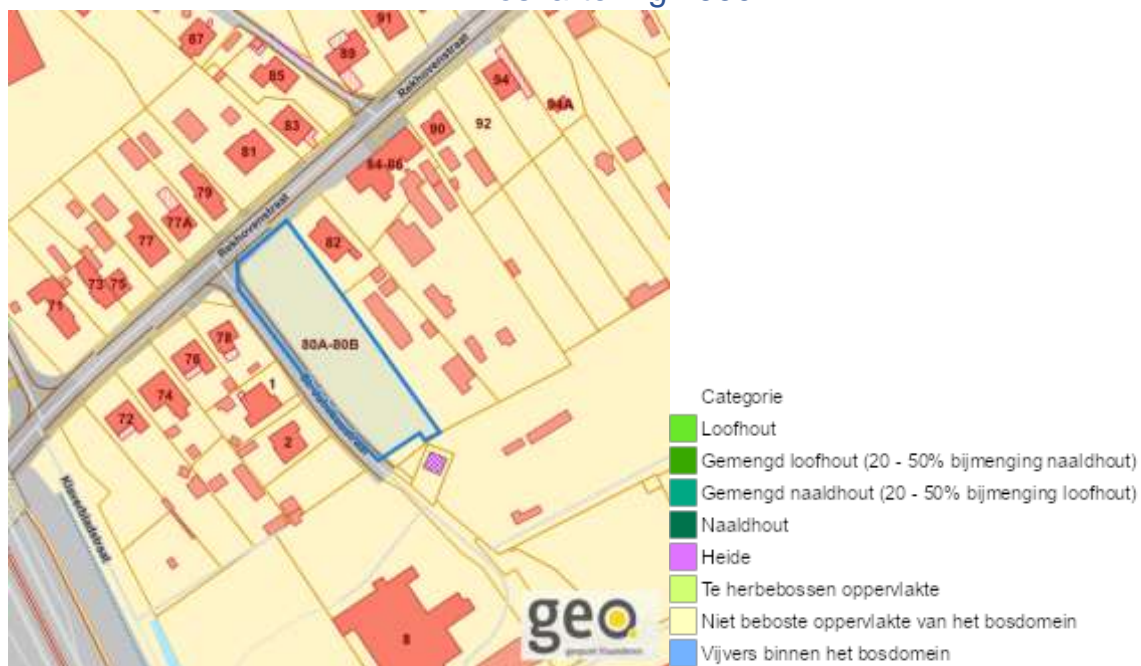 91
87
89
85
Rekhovenstraat
94
94A
83
90
92
81
84-86
79
Rekhovenstraat
77A
77
82
73 75
71
80A-80B
78
76
1
74
72
2
Klaverbladstraat
8
geo
Categorie
Loofhout
Gemengd loofhout (20 - 50% bijmenging naaldhout)
Gemengd naaldhout (20 - 50% bijmenging loofhout)
Naaldhout
Heide
Te herbebossen oppervlakte
Niet beboste oppervlakte van het bosdomein
Vijvers binnen het bosdomein